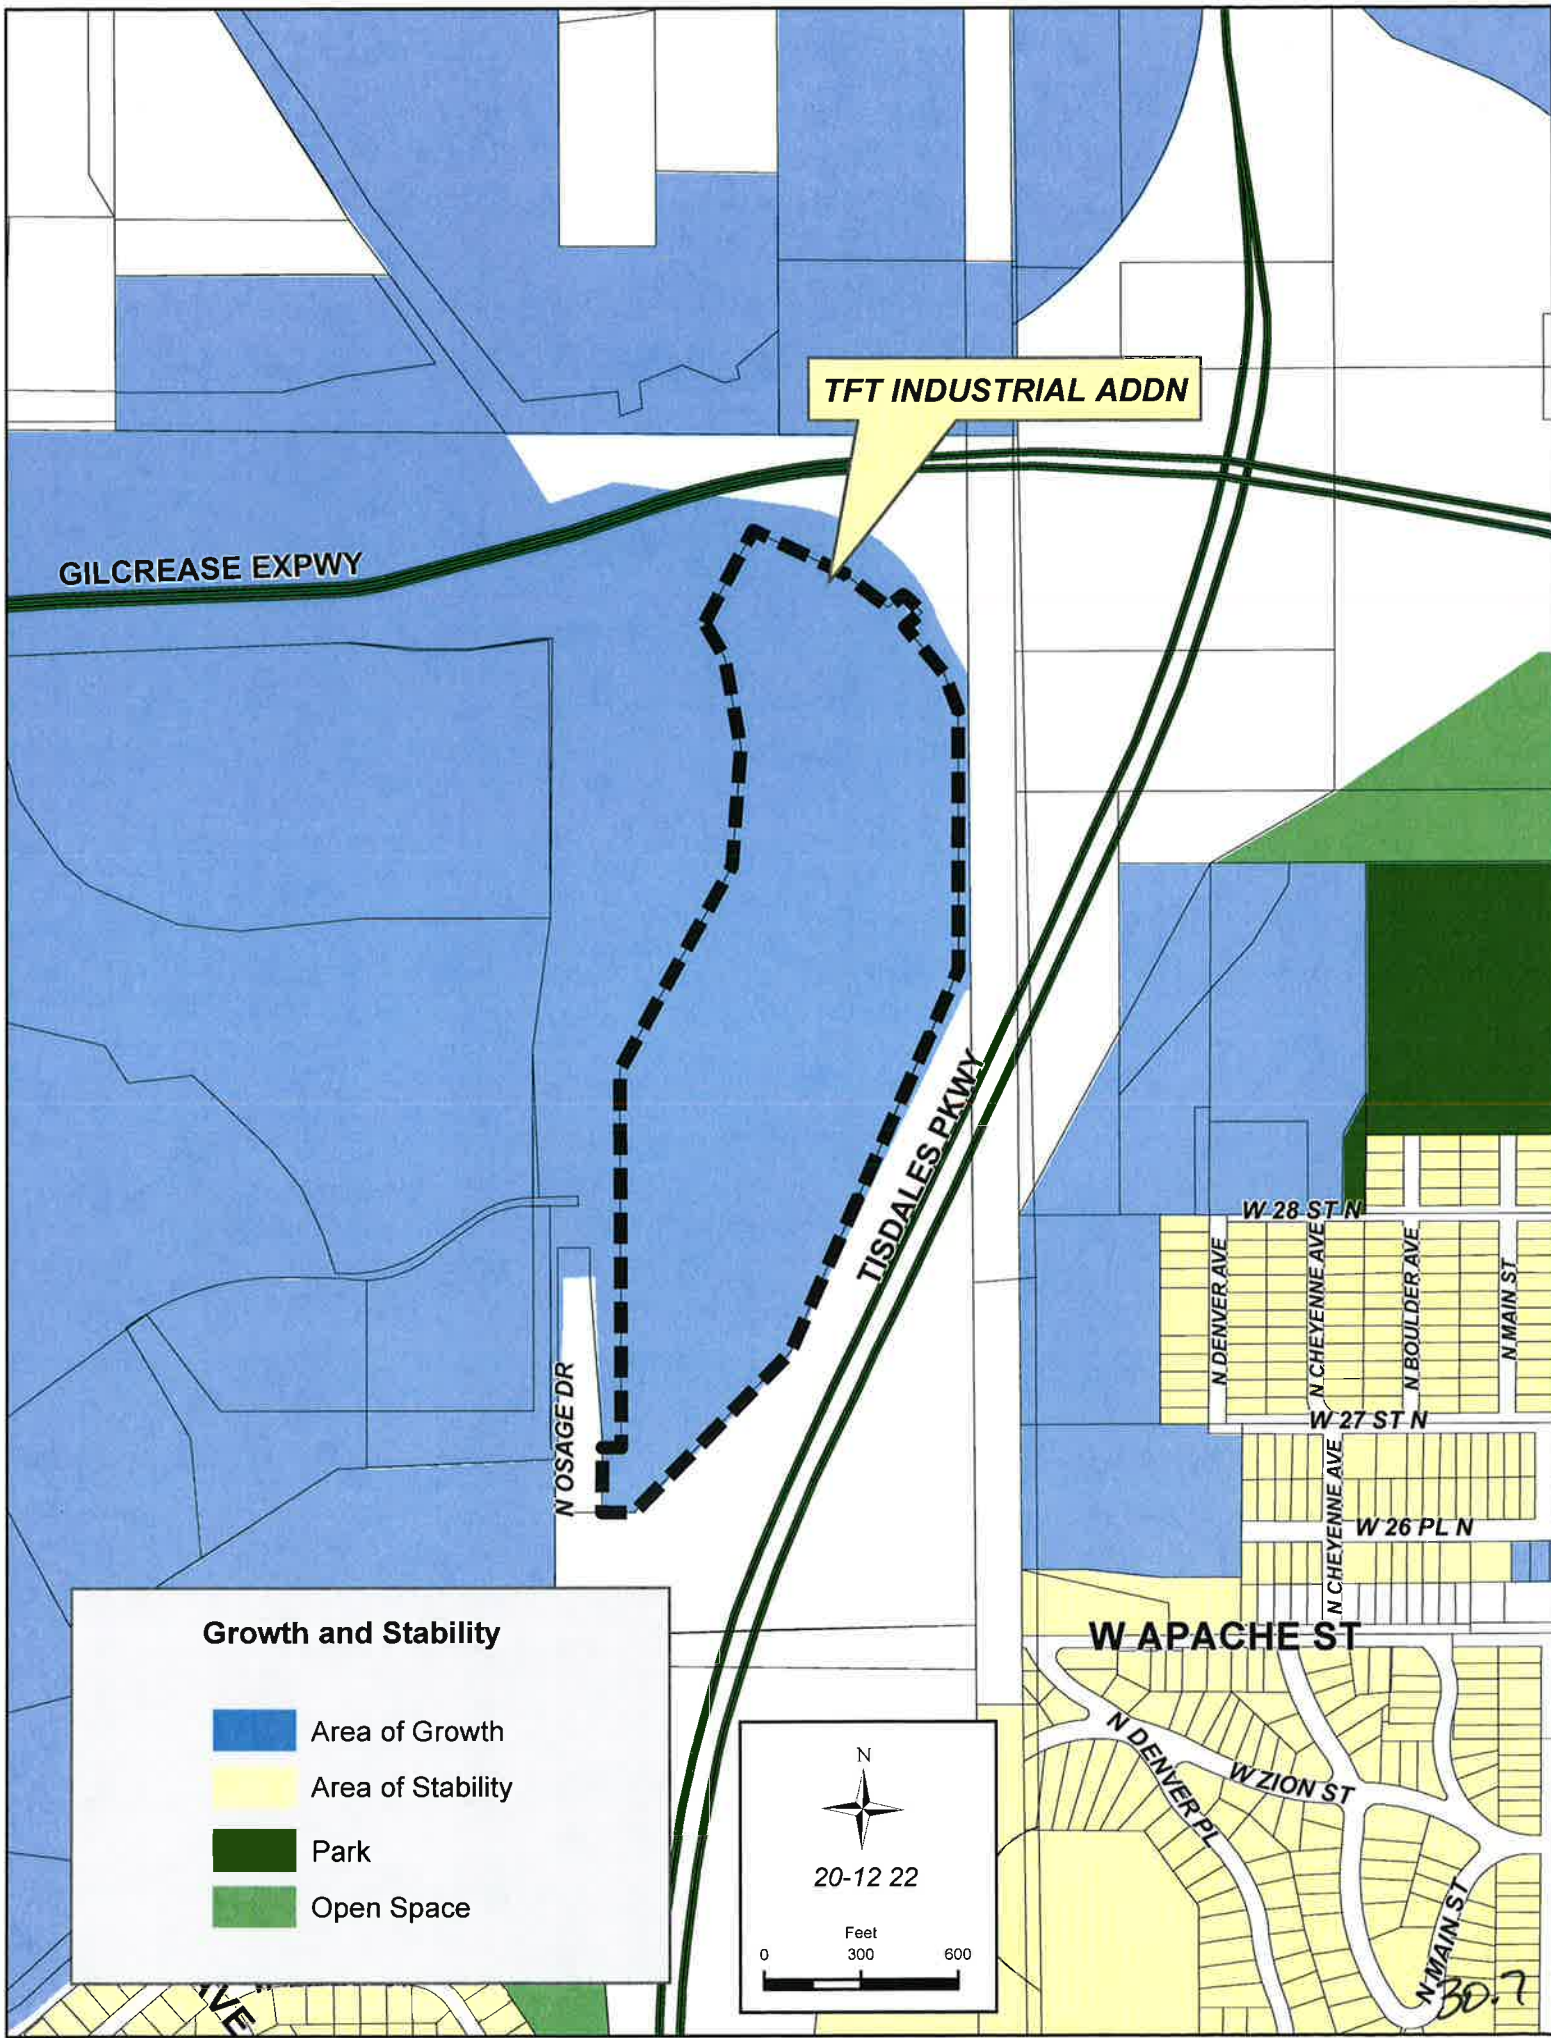 TFT INDUSTRIAL ADDN
GILCREASE EXPWY
TISDALES PKWY
N OSAGE DR
W 28 ST N
N DENVER AVE
N CHEYENNE AVE
N BOULDER AVE
N MAIN ST
W 27 ST N
N CHEYENNE AVE
W 26 PL N
W APACHE ST
N DENVER PL
W ZION ST
N MAIN ST
Growth and Stability
Area of Growth
Area of Stability
Park
Open Space
N
20-12 22
Feet
0 300 600
AVE
30.7